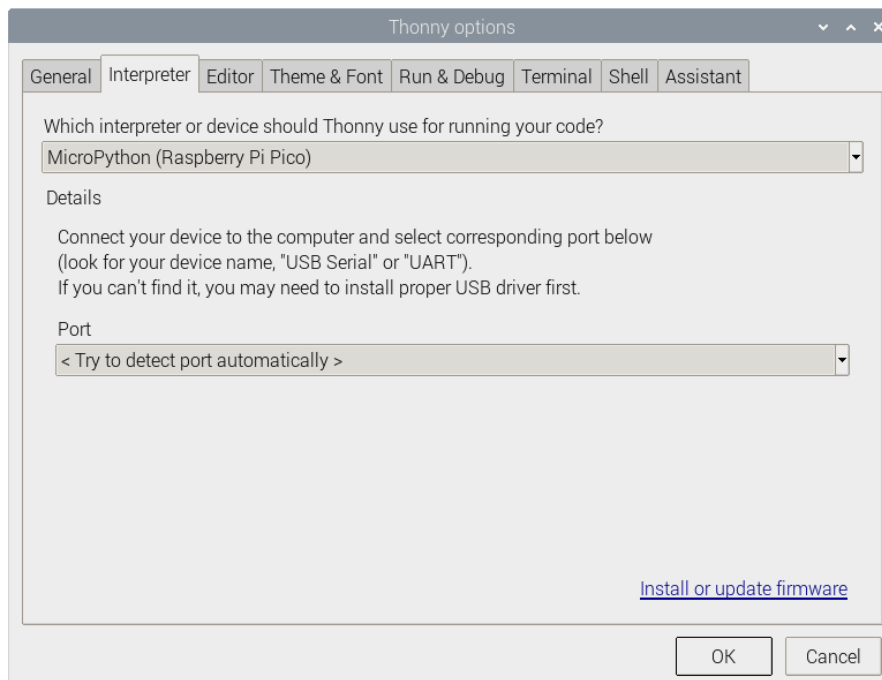 Thonny options
General Interpreter Editor Theme & Font Run & Debug Terminal Shell Assistant
Which interpreter or device should Thonny use for running your code?
MicroPython (Raspberry Pi Pico)
Details
Connect your device to the computer and select corresponding port below
(look for your device name, "USB Serial" or "UART").
If you can't find it, you may need to install proper USB driver first.
Port
< Try to detect port automatically >
Install or update firmware
OK Cancel